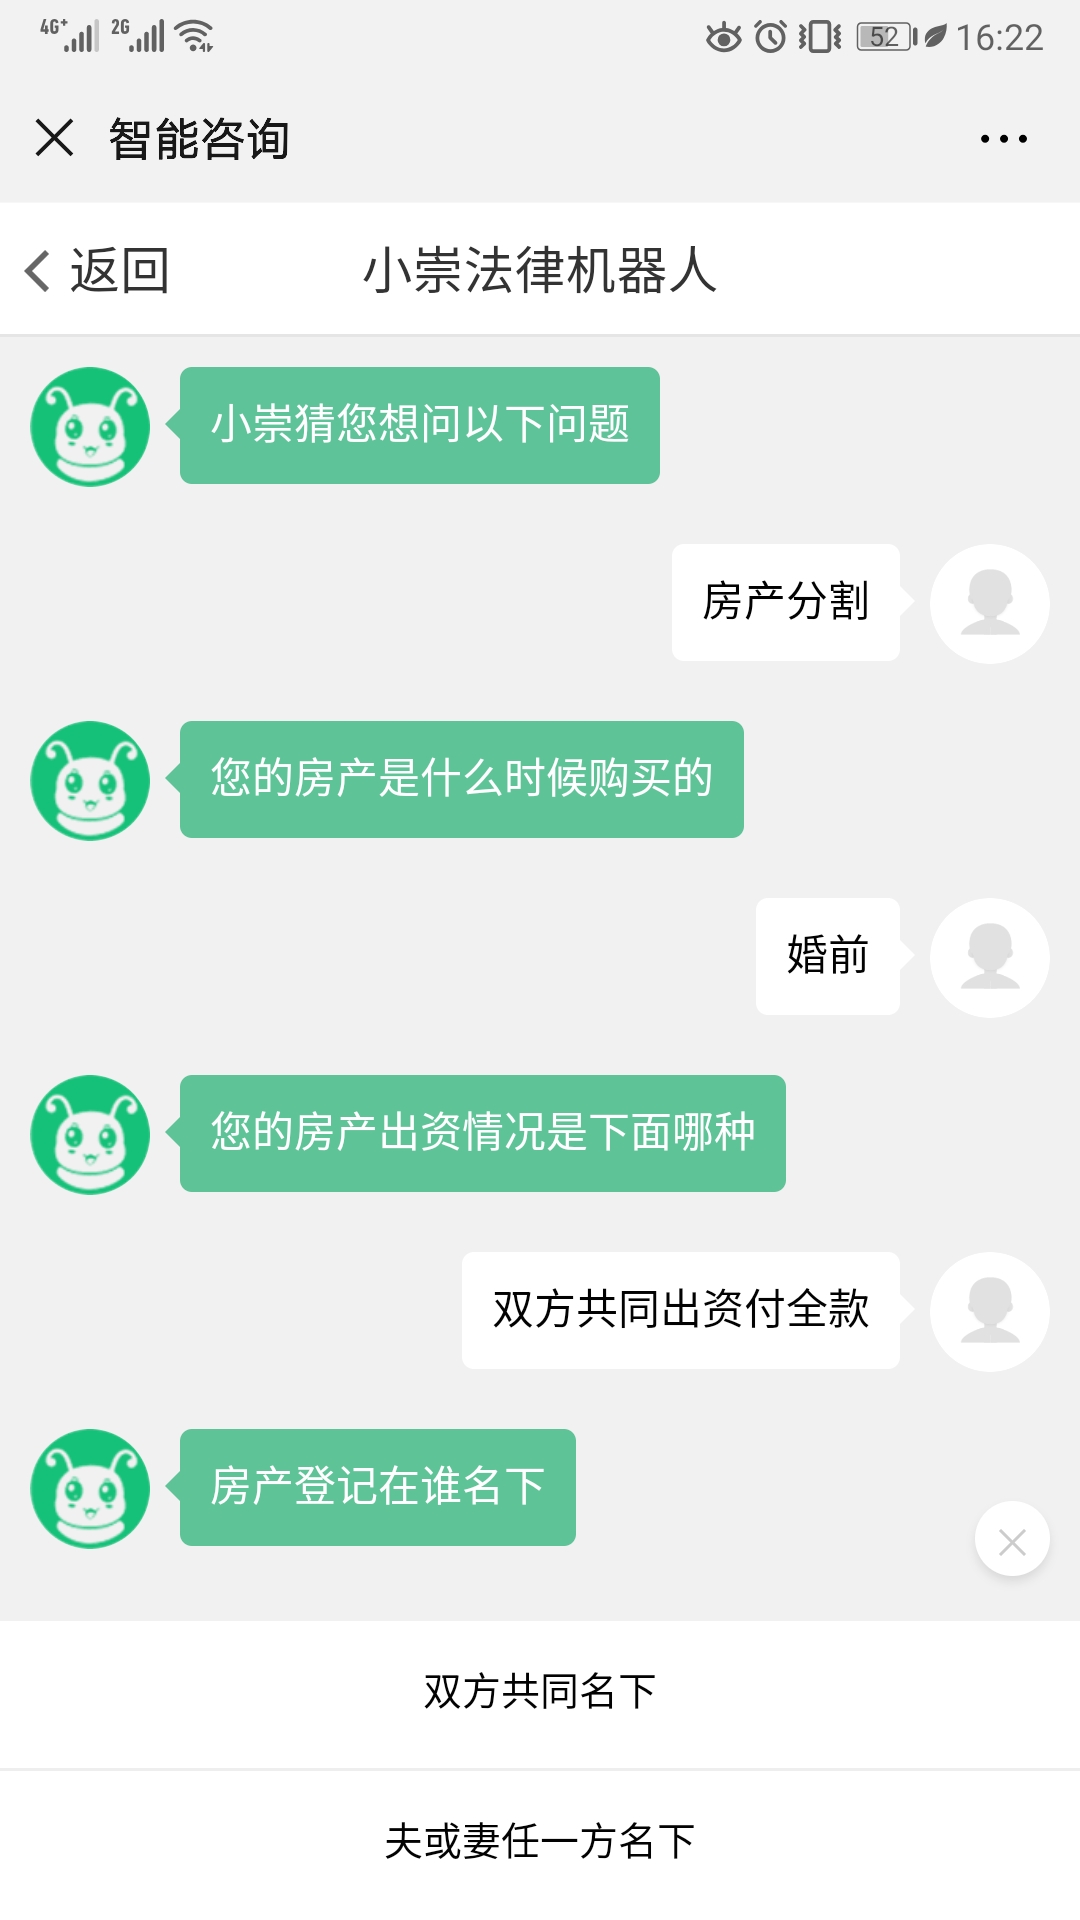 4G+ 2G 52 16:22
智能咨询
返回 小崇法律机器人
小崇猜您想问以下问题
房产分割
您的房产是什么时候购买的
婚前
您的房产出资情况是下面哪种
双方共同出资付全款
房产登记在谁名下
双方共同名下
夫或妻任一方名下